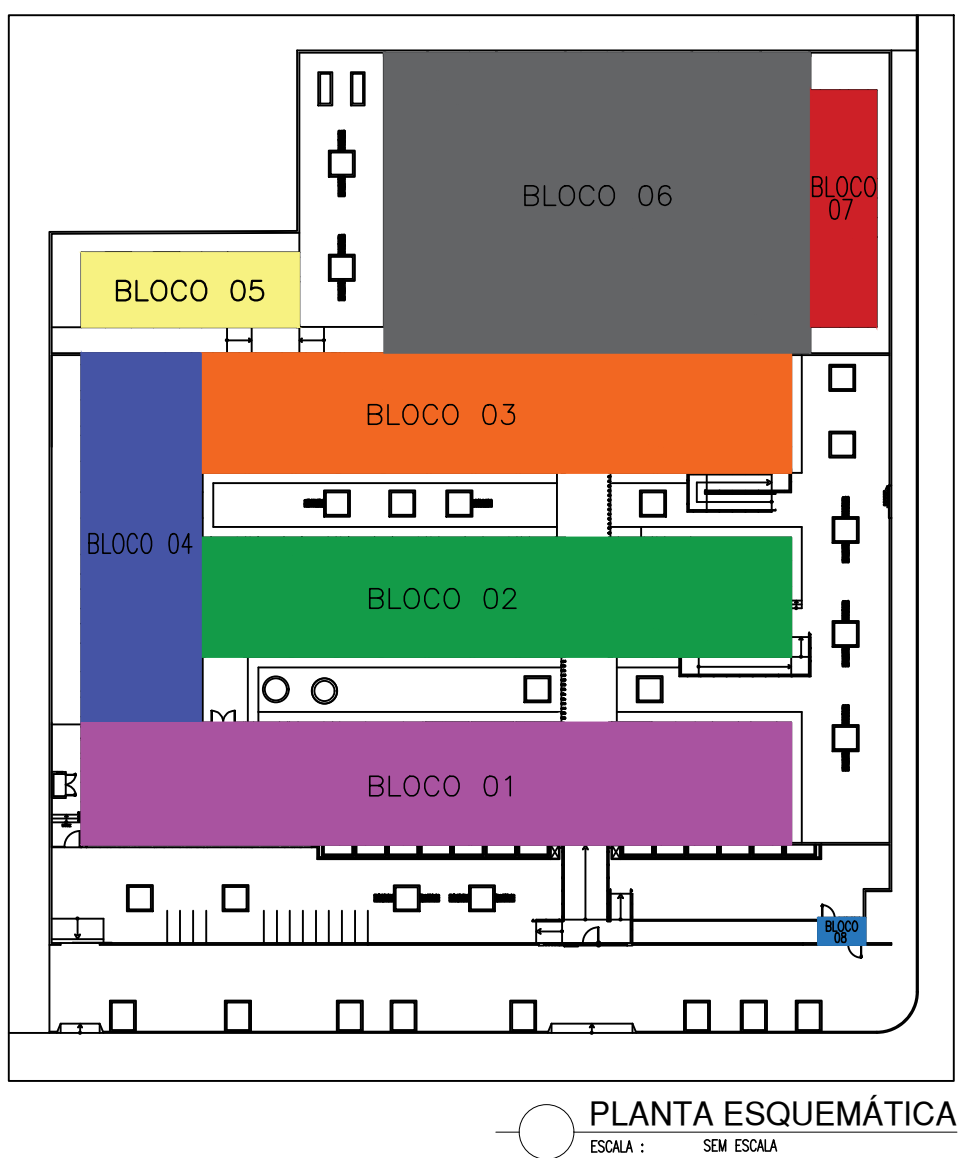 BLOCO 06
BLOCO
07
BLOCO 05
BLOCO 03
BLOCO 04
BLOCO 02
BLOCO 01
BLOCO
08
PLANTA ESQUEMÁTICA
ESCALA : SEM ESCALA